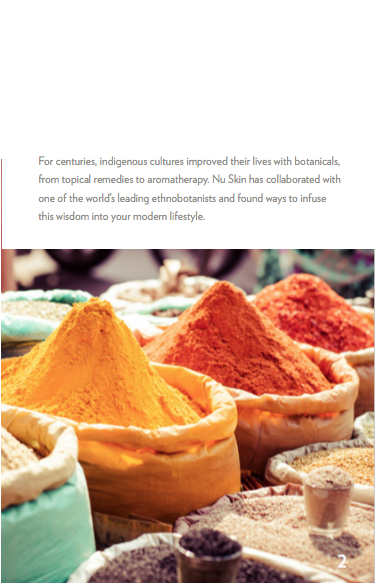 For centuries, indigenous cultures improved their lives with botanicals,
from topical remedies to aromatherapy. Nu Skin has collaborated with
one of the world's leading ethnobotanists and found ways to infuse
this wisdom into your modern lifestyle.
2